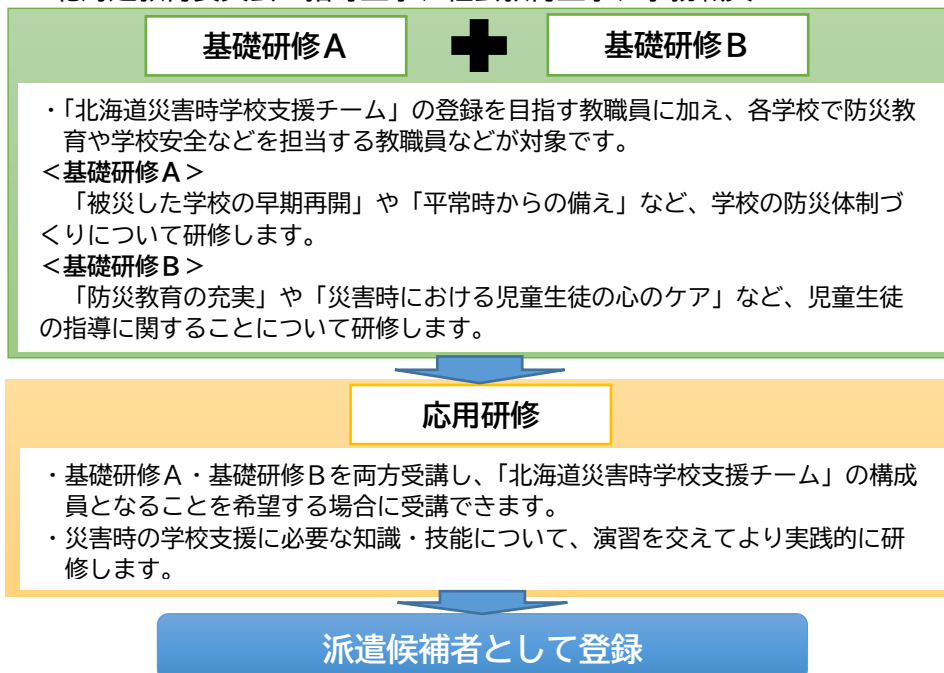 基礎研修A
基礎研修B
・「北海道災害時学校支援チーム」の登録を目指す教職員に加え、各学校で防災教
育や学校安全などを担当する教職員などが対象です。
<基礎研修A>
「被災した学校の早期再開」や「平常時からの備え」など、学校の防災体制づ
くりについて研修します。
<基礎研修B>
「防災教育の充実」や「災害時における児童生徒の心のケア」など、児童生徒
の指導に関することについて研修します。
応用研修
・基礎研修A・基礎研修Bを両方受講し、「北海道災害時学校支援チーム」の構成
員となることを希望する場合に受講できます。
・災害時の学校支援に必要な知識・技能について、演習を交えてより実践的に研
修します。
派遣候補者として登録